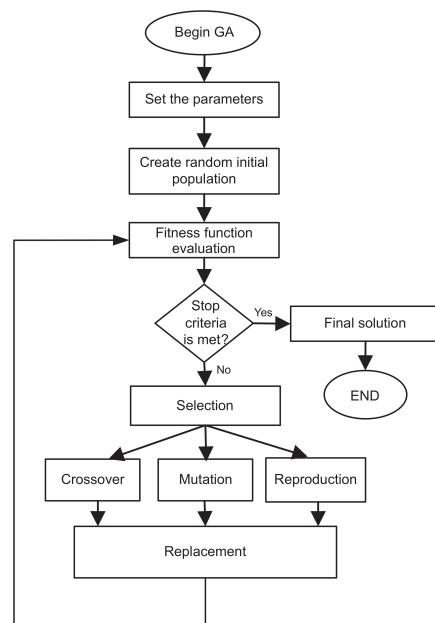 Begin GA
Set the parameters
Create random initial
population
Fitness function
evaluation
Stop
criteria
is met?
Yes
Final solution
No
END
Selection
Crossover
Mutation
Reproduction
Replacement